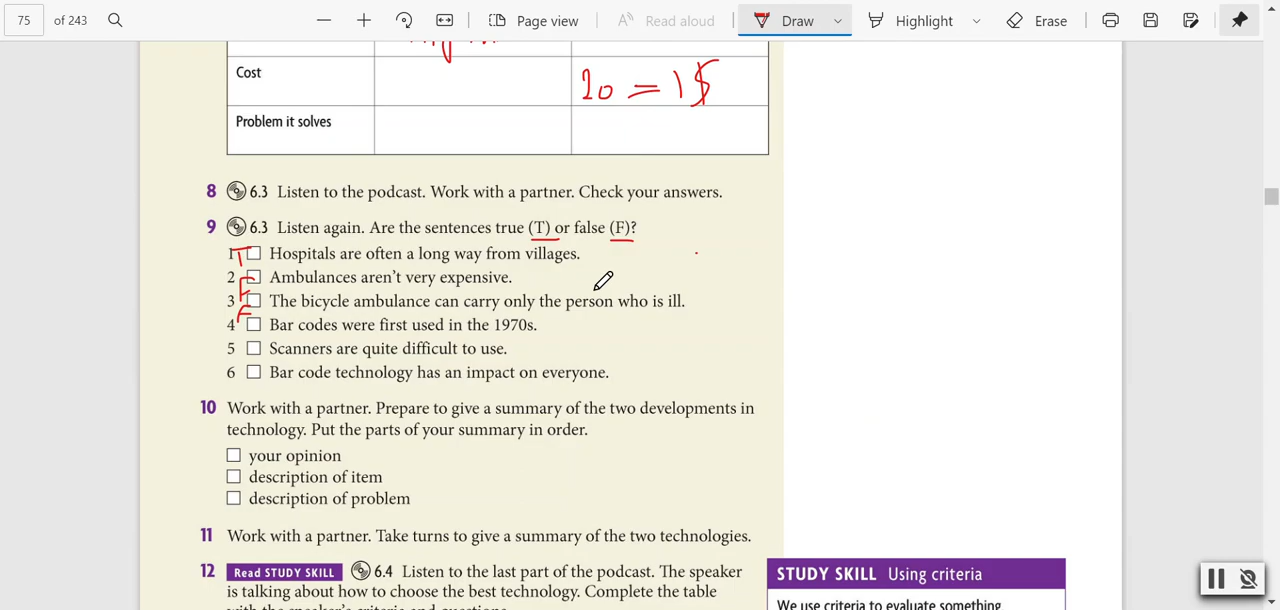 75 of 243 Page view Read aloud Draw Highlight Erase
Cost 20 = 1$
Problem it solves
8 6.3 Listen to the podcast. Work with a partner. Check your answers.
9 6.3 Listen again. Are the sentences true (T) or false (F)?
1 T Hospitals are often a long way from villages.
2 F Ambulances aren't very expensive.
3 F The bicycle ambulance can carry only the person who is ill.
4 Bar codes were first used in the 1970s.
5 Scanners are quite difficult to use.
6 Bar code technology has an impact on everyone.
10 Work with a partner. Prepare to give a summary of the two developments in
technology. Put the parts of your summary in order.
your opinion
description of item
description of problem
11 Work with a partner. Take turns to give a summary of the two technologies.
12 Read STUDY SKILL 6.4 Listen to the last part of the podcast. The speaker
is talking about how to choose the best technology. Complete the table
with the speaker's criteria and questions.
STUDY SKILL Using criteria
We use criteria to evaluate something.